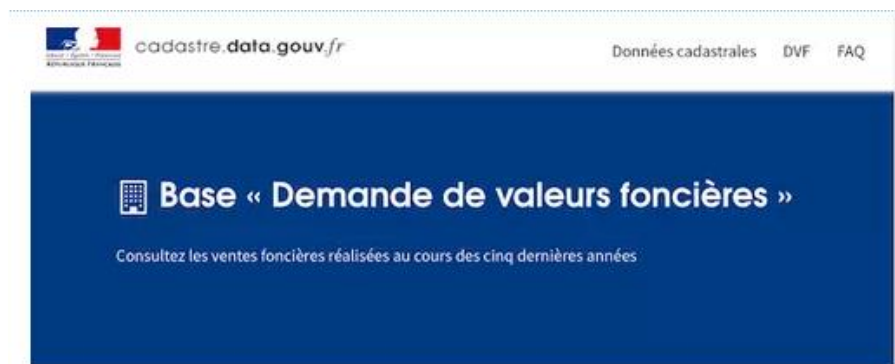 cadastre.data.gouv.fr
Données cadastrales DVF FAQ
Base « Demande de valeurs foncières »
Consultez les ventes foncières réalisées au cours des cinq dernières années